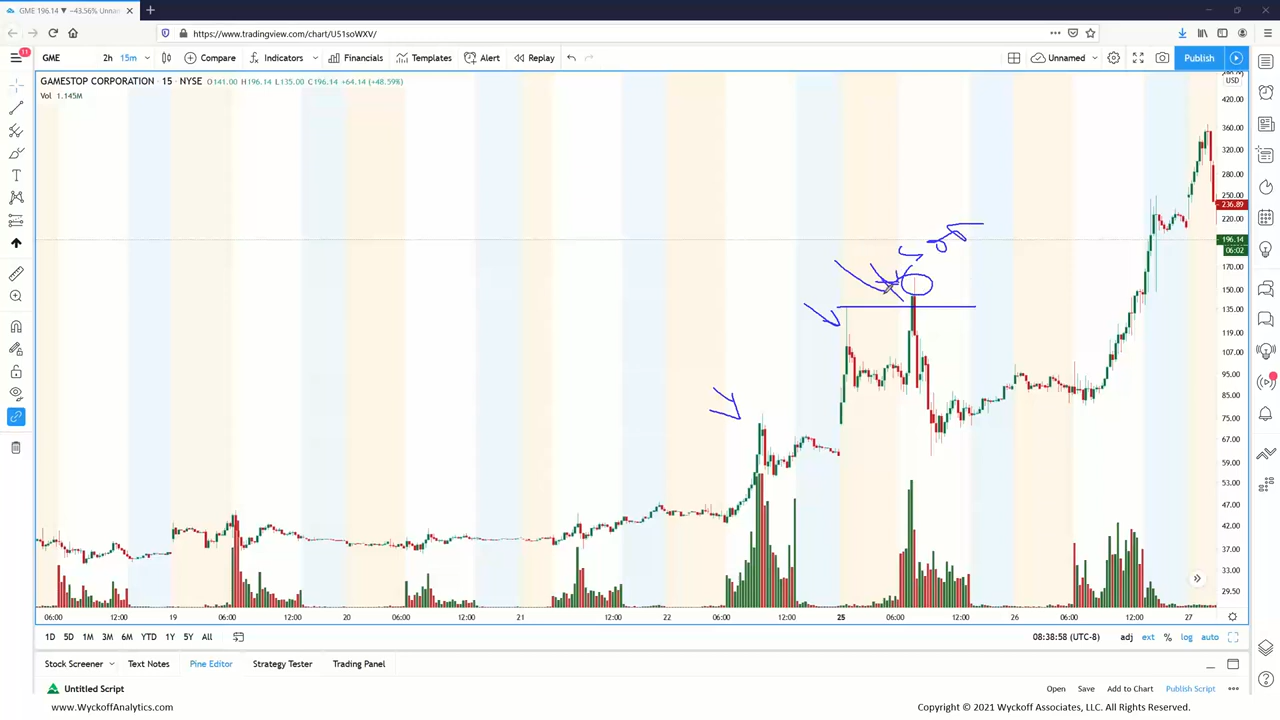 GME 196.14 ▼ −43.56% Unnan
https://www.tradingview.com/chart/U51soWXV/
11
GME 2h 15m Compare Indicators Financials Templates Alert Replay Unnamed Publish
GAMESTOP CORPORATION · 15 · NYSE O141.00 H196.14 L135.00 C196.14 +64.14 (+48.59%)
Vol 1.145M
USD
420.00
360.00
320.00
280.00
250.00
236.89
220.00
196.14
06:02
170.00
150.00
135.00
119.00
107.00
95.00
85.00
75.00
67.00
59.00
53.00
47.00
42.00
37.00
33.00
29.50
06:00 12:00 19 06:00 12:00 20 06:00 12:00 21 06:00 12:00 22 06:00 12:00 25 06:00 12:00 26 06:00 12:00 27
1D 5D 1M 3M 6M YTD 1Y 5Y All 08:38:58 (UTC-8) adj ext % log auto
Stock Screener Text Notes Pine Editor Strategy Tester Trading Panel
Untitled Script Open Save Add to Chart Publish Script
www.WyckoffAnalytics.com Copyright © 2021 Wyckoff Associates, LLC. All Rights Reserved.